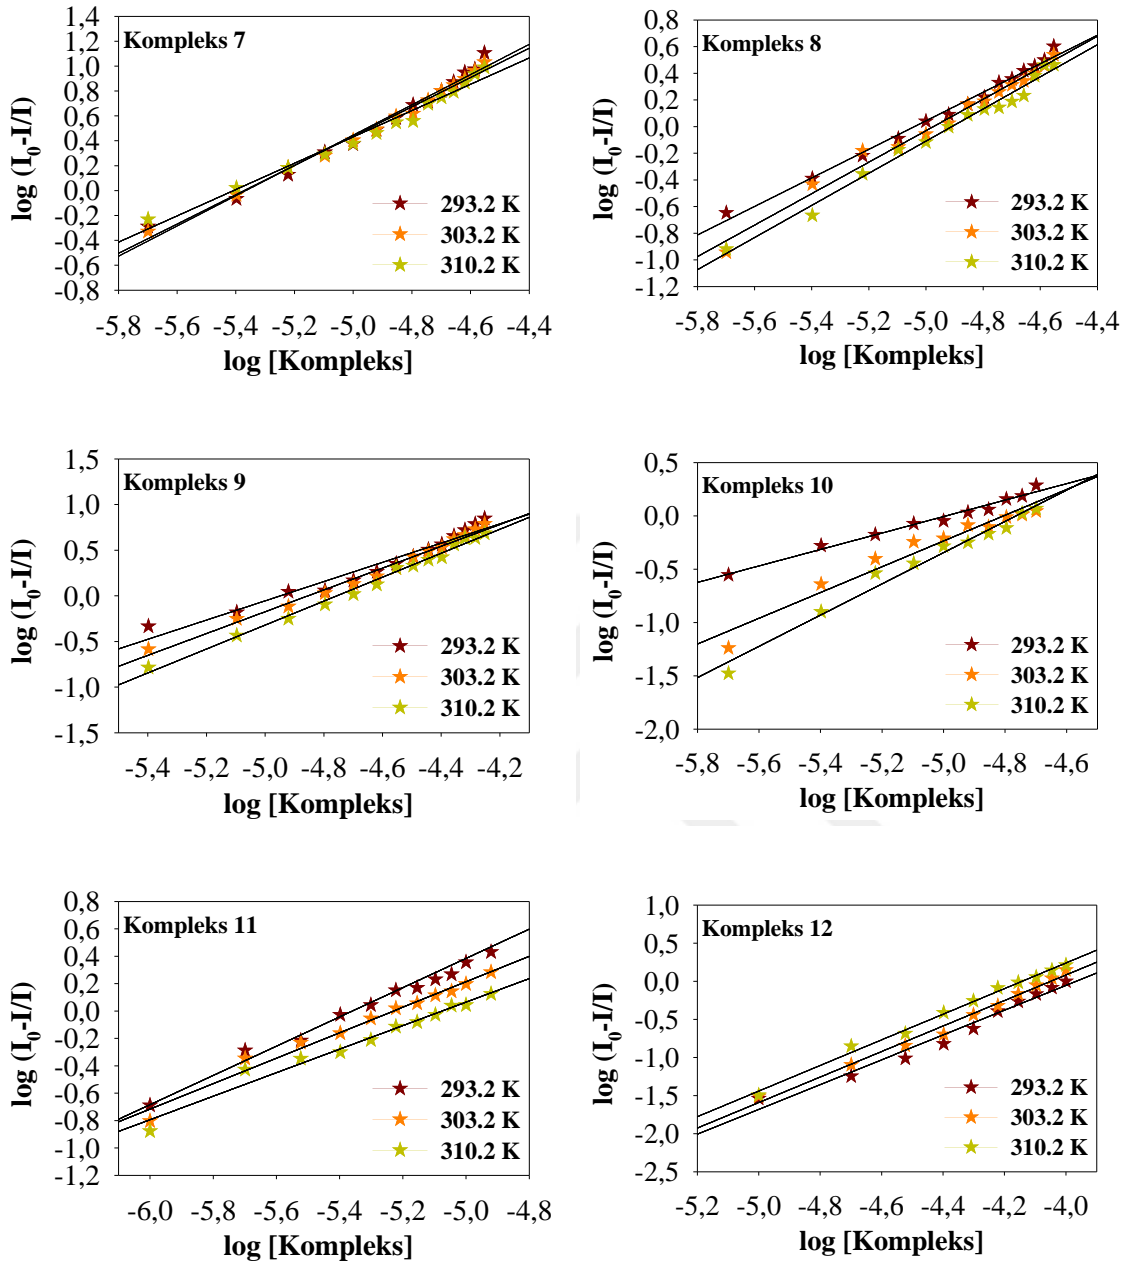 Kompleks 7
log (I0-I/I)
1,4
1,2
1,0
0,8
0,6
0,4
0,2
0,0
-0,2
-0,4
-0,6
-0,8
293.2 K
303.2 K
310.2 K
-5,8 -5,6 -5,4 -5,2 -5,0 -4,8 -4,6 -4,4
log [Kompleks]
Kompleks 8
log (I0-I/I)
0,8
0,6
0,4
0,2
0,0
-0,2
-0,4
-0,6
-0,8
-1,0
-1,2
293.2 K
303.2 K
310.2 K
-5,8 -5,6 -5,4 -5,2 -5,0 -4,8 -4,6 -4,4
log [Kompleks]
Kompleks 9
log (I0-I/I)
1,5
1,0
0,5
0,0
-0,5
-1,0
-1,5
293.2 K
303.2 K
310.2 K
-5,4 -5,2 -5,0 -4,8 -4,6 -4,4 -4,2
log [Kompleks]
Kompleks 10
log (I0-I/I)
0,5
0,0
-0,5
-1,0
-1,5
-2,0
293.2 K
303.2 K
310.2 K
-5,8 -5,6 -5,4 -5,2 -5,0 -4,8 -4,6
log [Kompleks]
Kompleks 11
log (I0-I/I)
0,8
0,6
0,4
0,2
0,0
-0,2
-0,4
-0,6
-0,8
-1,0
-1,2
293.2 K
303.2 K
310.2 K
-6,0 -5,8 -5,6 -5,4 -5,2 -5,0 -4,8
log [Kompleks]
Kompleks 12
log (I0-I/I)
1,0
0,5
0,0
-0,5
-1,0
-1,5
-2,0
-2,5
293.2 K
303.2 K
310.2 K
-5,2 -5,0 -4,8 -4,6 -4,4 -4,2 -4,0
log [Kompleks]